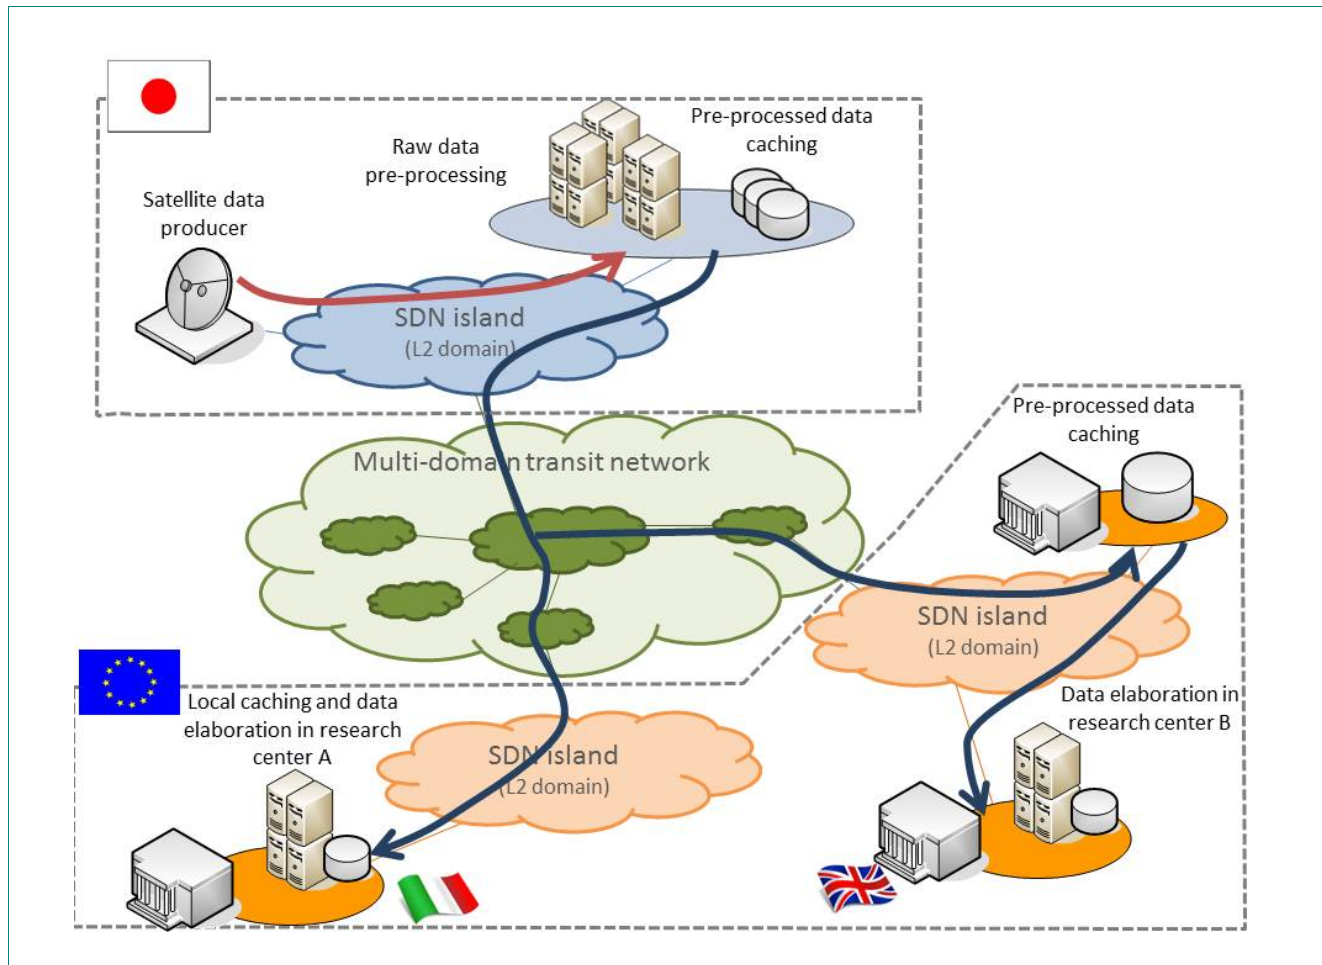 Pre-processed data
caching
Raw data
pre-processing
Satellite data
producer
SDN island
(L2 domain)
Pre-processed data
caching
Multi-domain transit network
SDN island
(L2 domain)
Local caching and data
elaboration in research
center A
Data elaboration in
research center B
SDN island
(L2 domain)